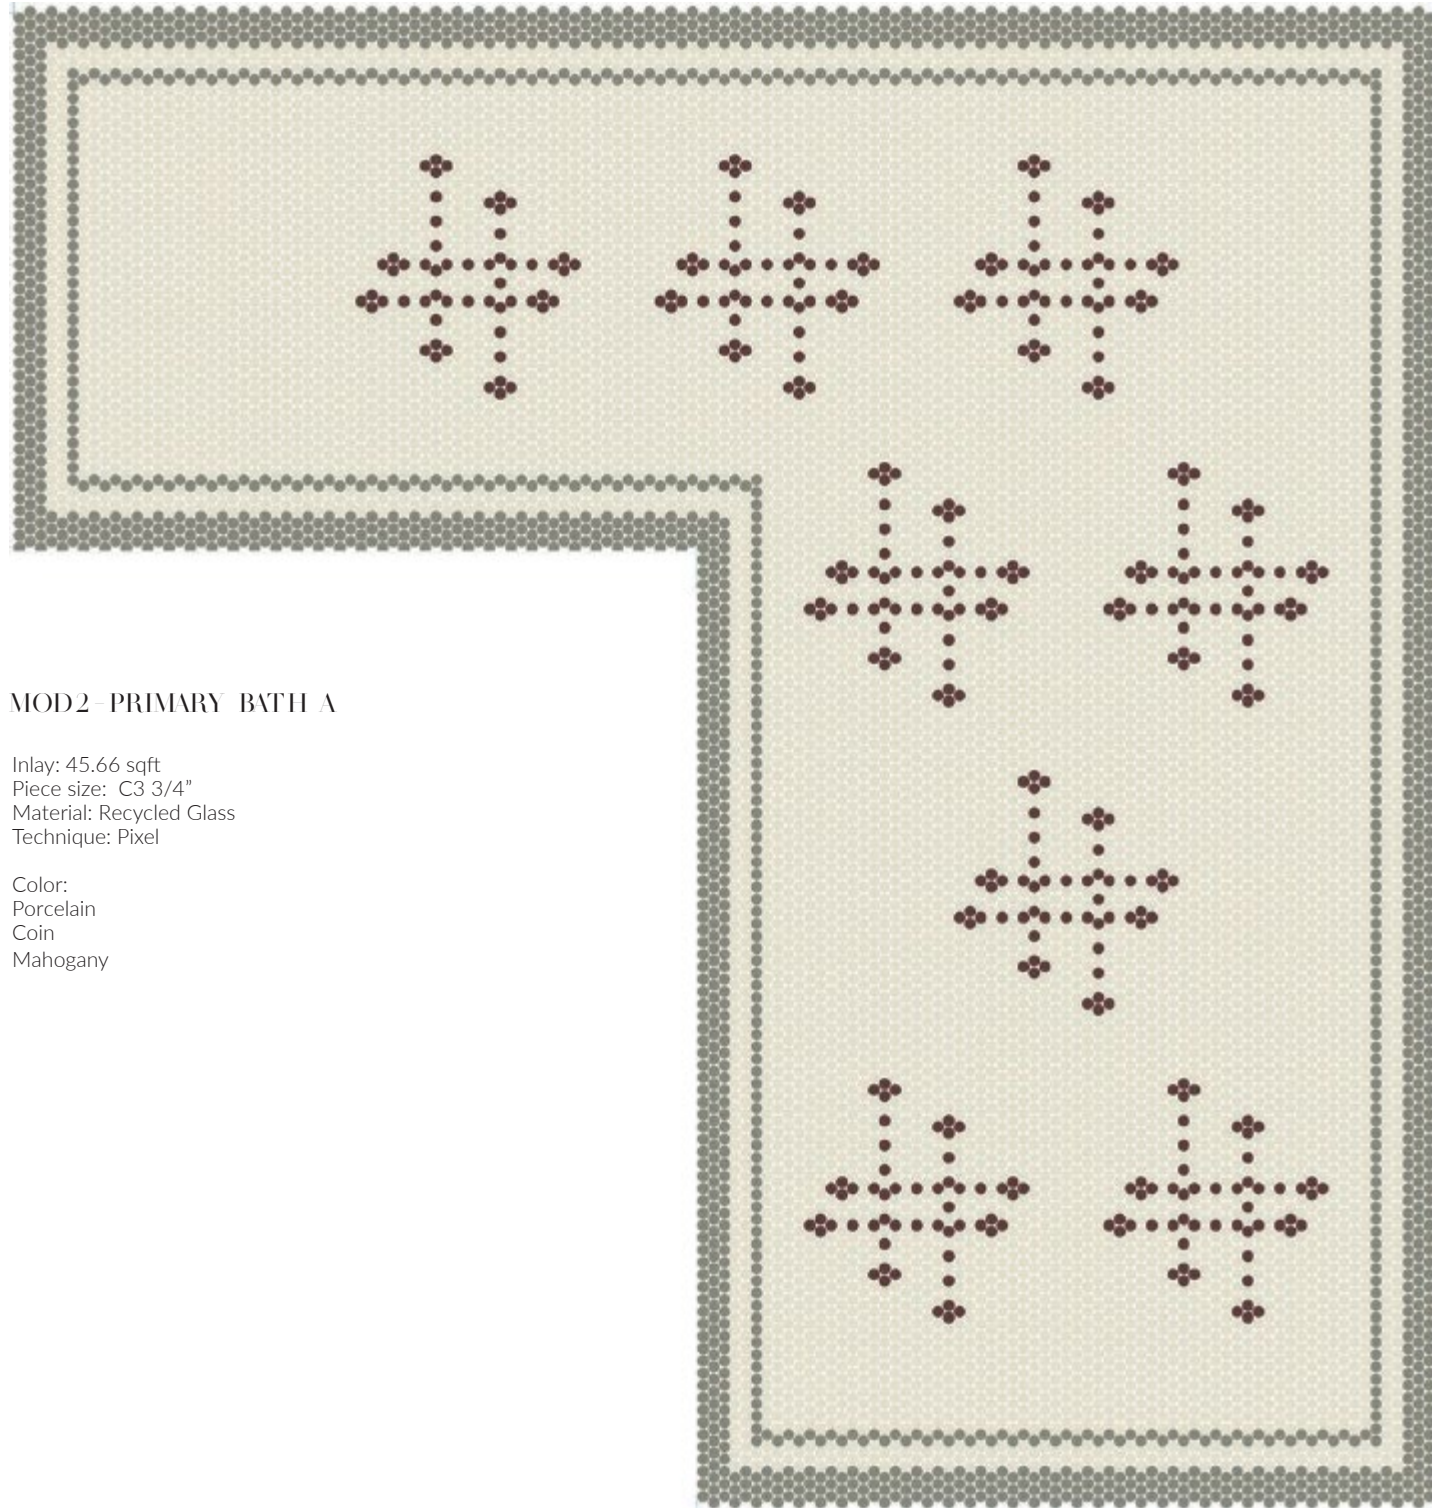 MOD2-PRIMARY BATH A
Inlay: 45.66 sqft
Piece size:  C3 3/4”
Material: Recycled Glass
Technique: Pixel
Color:
Porcelain
Coin
Mahogany